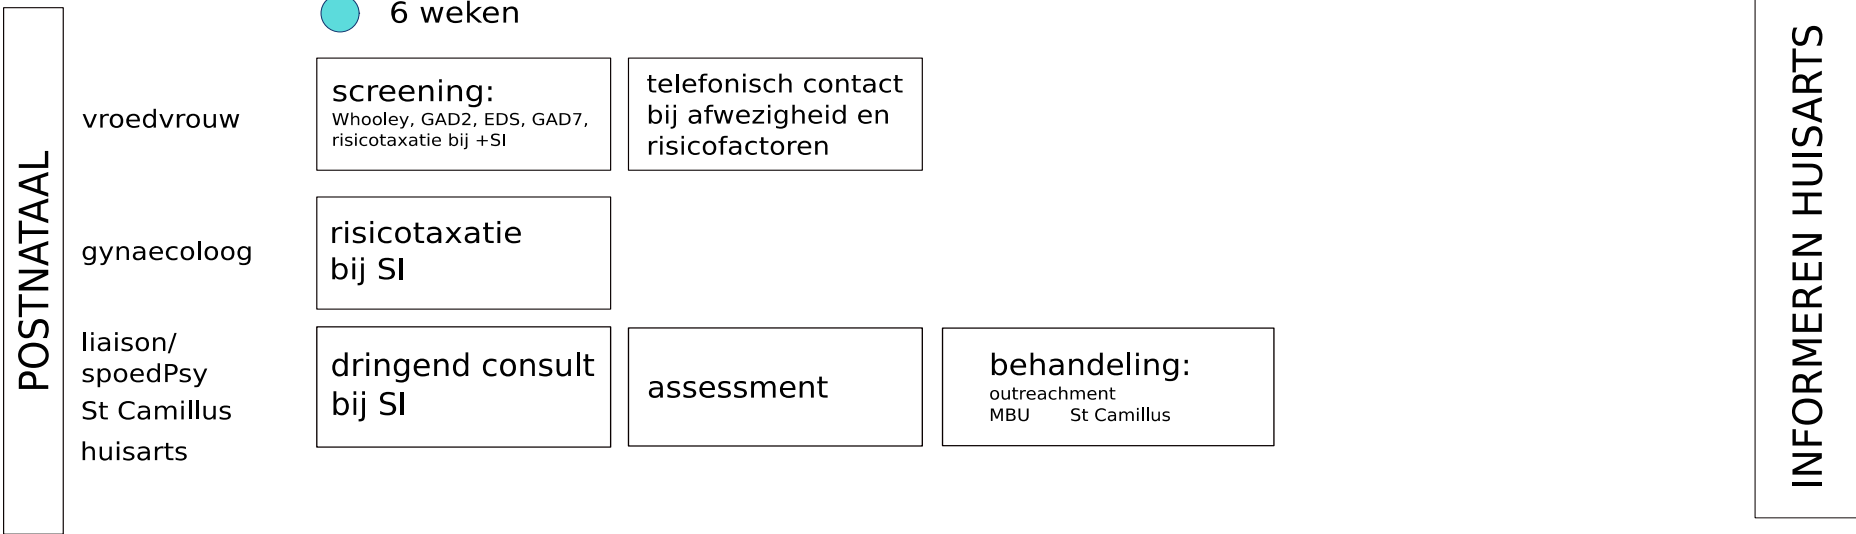 6 weken
POSTNATAAL
vroedvrouw
screening:
Whooley, GAD2, EDS, GAD7,
risicotaxatie bij +SI
telefonisch contact
bij afwezigheid en
risicofactoren
gynaecoloog
risicotaxatie
bij SI
liaison/
spoedPsy
St Camillus
huisarts
dringend consult
bij SI
assessment
behandeling:
outreachment
MBU St Camillus
INFORMEREN HUISARTS